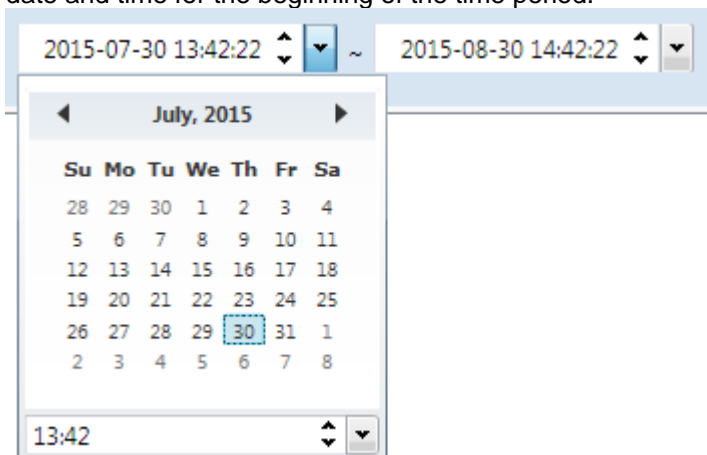 date and time for the beginning of the time period.
2015-07-30 13:42:22 ~ 2015-08-30 14:42:22
July, 2015
Su Mo Tu We Th Fr Sa
28 29 30 1 2 3 4
5 6 7 8 9 10 11
12 13 14 15 16 17 18
19 20 21 22 23 24 25
26 27 28 29 30 31 1
2 3 4 5 6 7 8
13:42